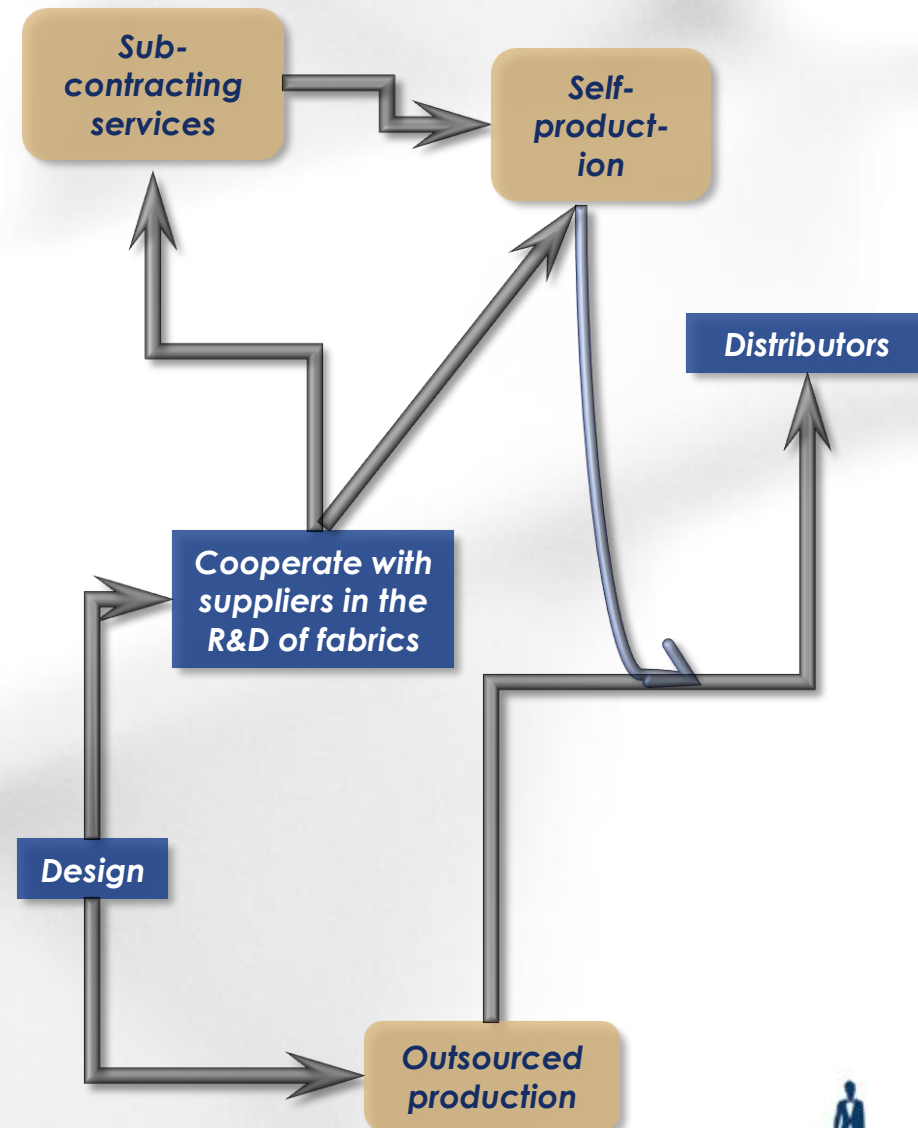 Sub-
contracting
services
Self-
product-
ion
Distributors
Cooperate with
suppliers in the
R&D of fabrics
Design
Outsourced
production